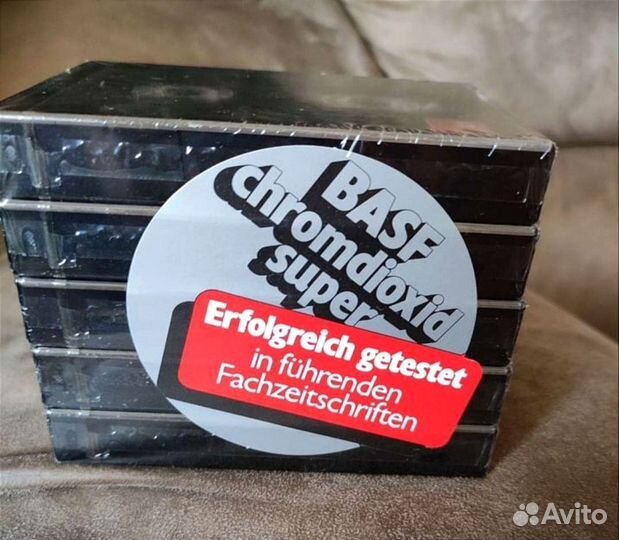 BASF
chromdioxid
super
Erfolgreich getestet
in führenden
Fachzeitschriften
Avito